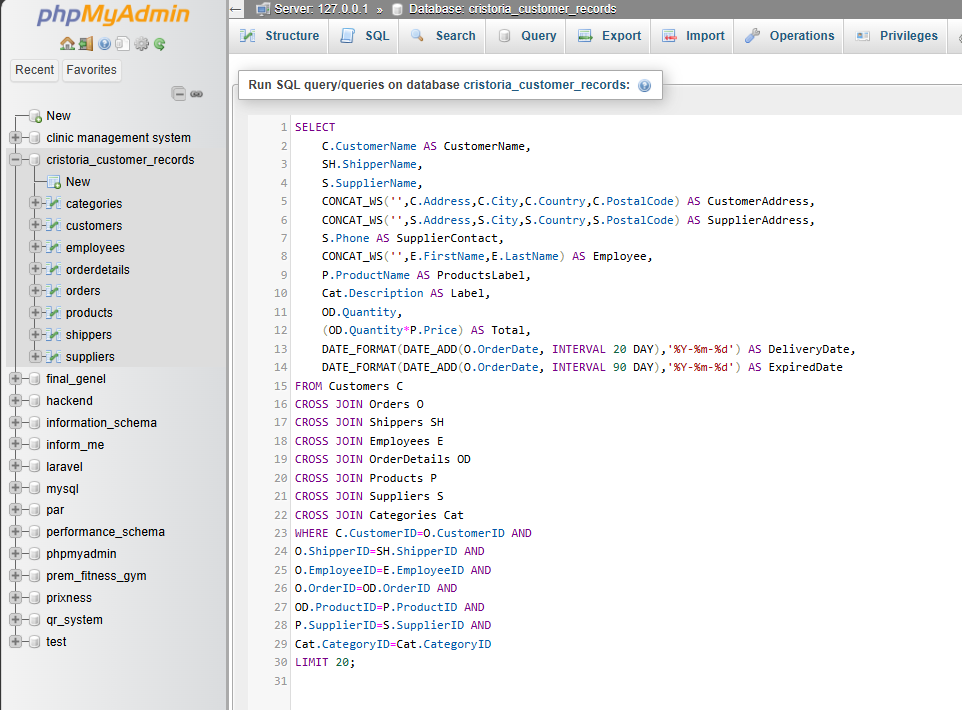 phpMyAdmin
Recent Favorites
New
clinic management system
cristoria_customer_records
New
categories
customers
employees
orderdetails
orders
products
shippers
suppliers
final_genel
hackend
information_schema
inform_me
laravel
mysql
par
performance_schema
phpmyadmin
prem_fitness_gym
prixness
qr_system
test
Server: 127.0.0.1 » Database: cristoria_customer_records
Structure SQL Search Query Export Import Operations Privileges
Run SQL query/queries on database cristoria_customer_records:
1 SELECT
2 C.CustomerName AS CustomerName,
3 SH.ShipperName,
4 S.SupplierName,
5 CONCAT_WS('',C.Address,C.City,C.Country,C.PostalCode) AS CustomerAddress,
6 CONCAT_WS('',S.Address,S.City,S.Country,S.PostalCode) AS SupplierAddress,
7 S.Phone AS SupplierContact,
8 CONCAT_WS('',E.FirstName,E.LastName) AS Employee,
9 P.ProductName AS ProductsLabel,
10 Cat.Description AS Label,
11 OD.Quantity,
12 (OD.Quantity*P.Price) AS Total,
13 DATE_FORMAT(DATE_ADD(O.OrderDate, INTERVAL 20 DAY),'%Y-%m-%d') AS DeliveryDate,
14 DATE_FORMAT(DATE_ADD(O.OrderDate, INTERVAL 90 DAY),'%Y-%m-%d') AS ExpiredDate
15 FROM Customers C
16 CROSS JOIN Orders O
17 CROSS JOIN Shippers SH
18 CROSS JOIN Employees E
19 CROSS JOIN OrderDetails OD
20 CROSS JOIN Products P
21 CROSS JOIN Suppliers S
22 CROSS JOIN Categories Cat
23 WHERE C.CustomerID=O.CustomerID AND
24 O.ShipperID=SH.ShipperID AND
25 O.EmployeeID=E.EmployeeID AND
26 O.OrderID=OD.OrderID AND
27 OD.ProductID=P.ProductID AND
28 P.SupplierID=S.SupplierID AND
29 Cat.CategoryID=Cat.CategoryID
30 LIMIT 20;
31